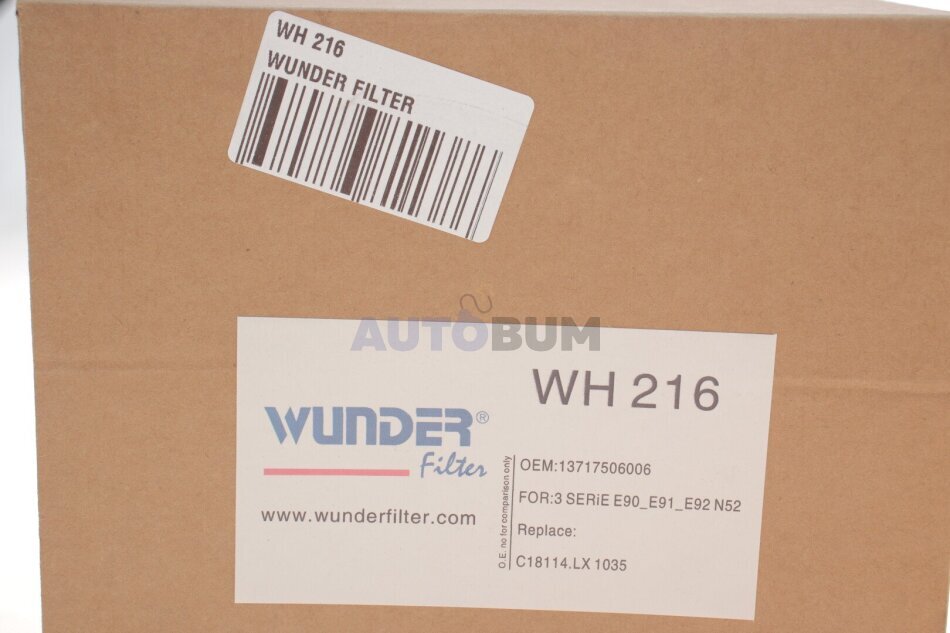 WH 216
WUNDER FILTER
AUTOBUM
WH 216
WUNDER®
Filter
www.wunderfilter.com
O.E. no for comparison only
OEM:13717506006
FOR:3 SERiE E90_E91_E92 N52
Replace:
C18114.LX 1035